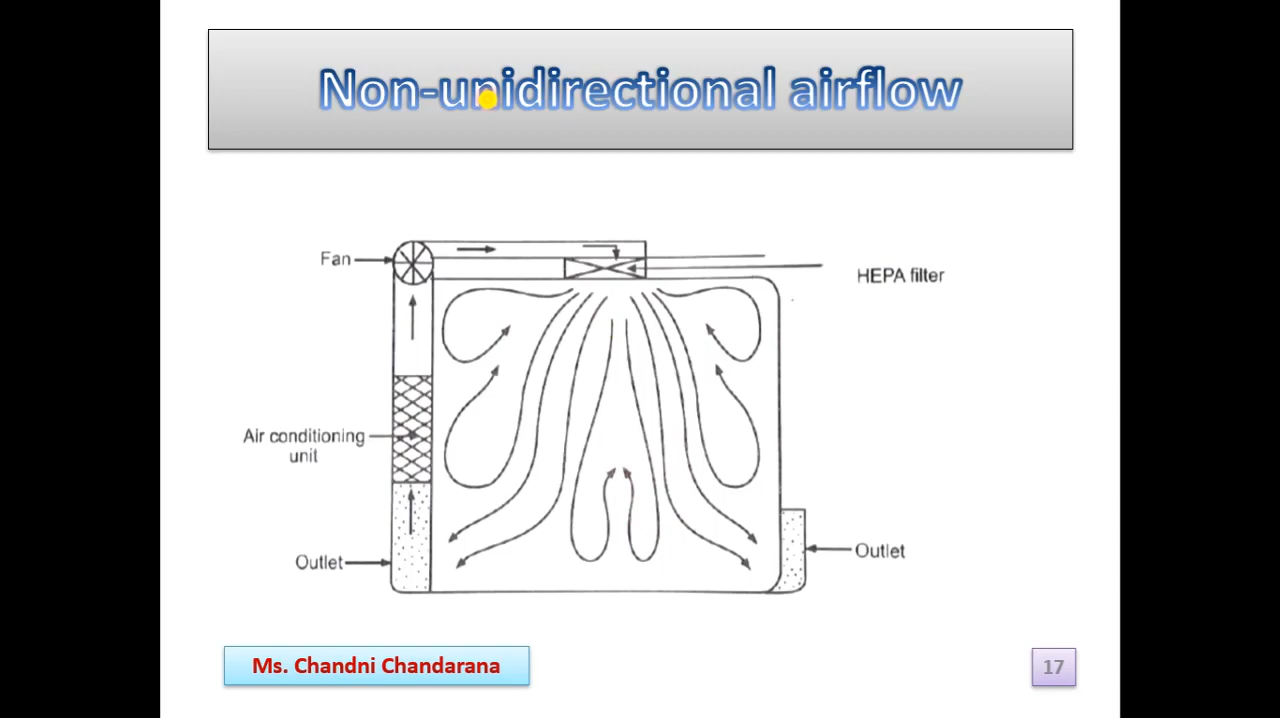 Non-unidirectional airflow
Fan
HEPA filter
Air conditioning
unit
Outlet
Outlet
Ms. Chandni Chandarana
17